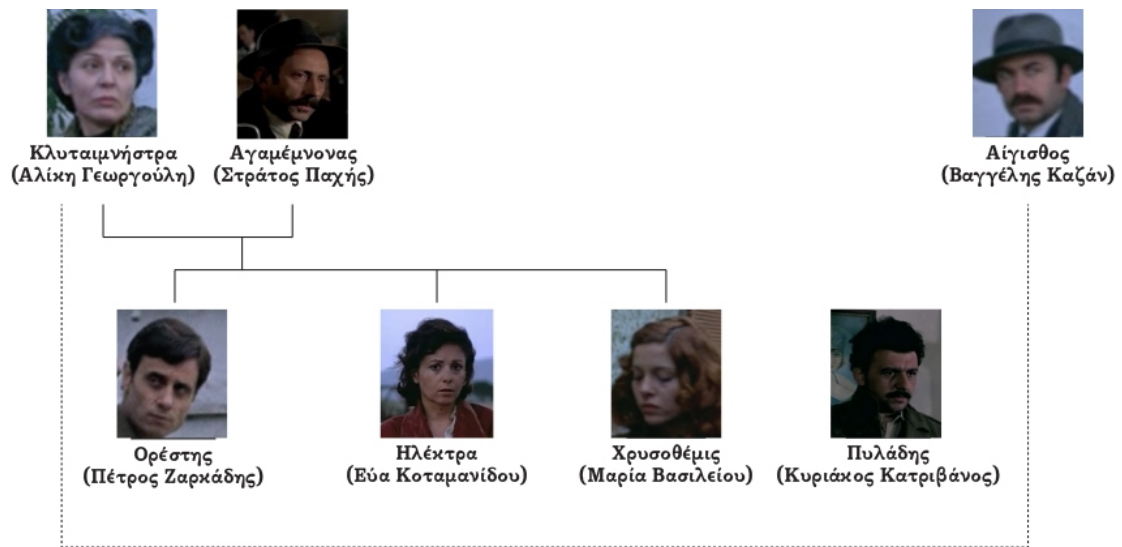 Κλυταιμνήστρα
(Αλίκη Γεωργούλη)
Αγαμέμνονας
(Στράτος Παχής)
Αίγισθος
(Βαγγέλης Καζάν)
Ορέστης
(Πέτρος Ζαρκάδης)
Ηλέκτρα
(Εύα Κοταμανίδου)
Χρυσοθέμις
(Μαρία Βασιλείου)
Πυλάδης
(Κυριάκος Κατριβάνος)